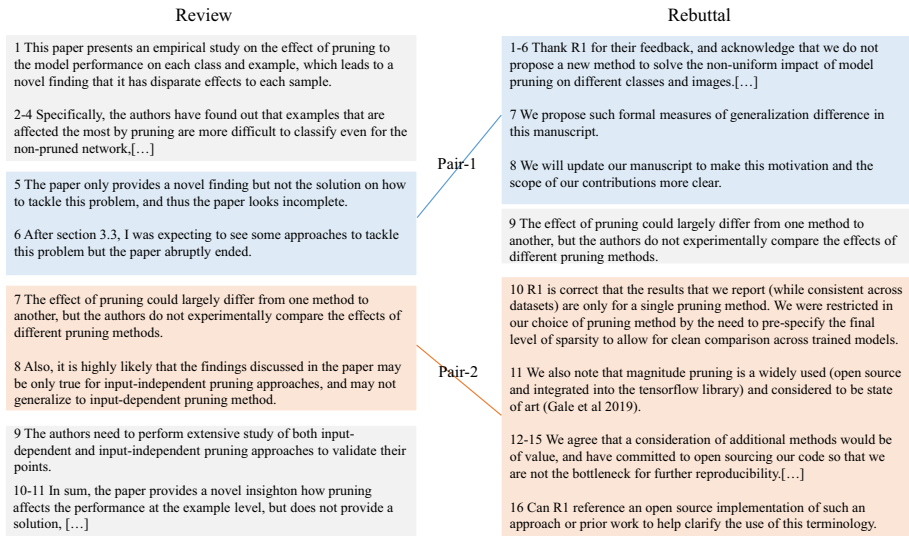 Review
1 This paper presents an empirical study on the effect of pruning to
the model performance on each class and example, which leads to a
novel finding that it has disparate effects to each sample.
2-4 Specifically, the authors have found out that examples that are
affected the most by pruning are more difficult to classify even for the
non-pruned network,[…]
5 The paper only provides a novel finding but not the solution on how
to tackle this problem, and thus the paper looks incomplete.
6 After section 3.3, I was expecting to see some approaches to tackle
this problem but the paper abruptly ended.
7 The effect of pruning could largely differ from one method to
another, but the authors do not experimentally compare the effects of
different pruning methods.
8 Also, it is highly likely that the findings discussed in the paper may
be only true for input-independent pruning approaches, and may not
generalize to input-dependent pruning method.
9 The authors need to perform extensive study of both input-
dependent and input-independent pruning approaches to validate their
points.
10-11 In sum, the paper provides a novel insighton how pruning
affects the performance at the example level, but does not provide a
solution, […]
Pair-1
Pair-2
Rebuttal
1-6 Thank R1 for their feedback, and acknowledge that we do not
propose a new method to solve the non-uniform impact of model
pruning on different classes and images.[…]
7 We propose such formal measures of generalization difference in
this manuscript.
8 We will update our manuscript to make this motivation and the
scope of our contributions more clear.
9 The effect of pruning could largely differ from one method to
another, but the authors do not experimentally compare the effects of
different pruning methods.
10 R1 is correct that the results that we report (while consistent across
datasets) are only for a single pruning method. We were restricted in
our choice of pruning method by the need to pre-specify the final
level of sparsity to allow for clean comparison across trained models.
11 We also note that magnitude pruning is a widely used (open source
and integrated into the tensorflow library) and considered to be state
of art (Gale et al 2019).
12-15 We agree that a consideration of additional methods would be
of value, and have committed to open sourcing our code so that we
are not the bottleneck for further reproducibility.[…]
16 Can R1 reference an open source implementation of such an
approach or prior work to help clarify the use of this terminology.